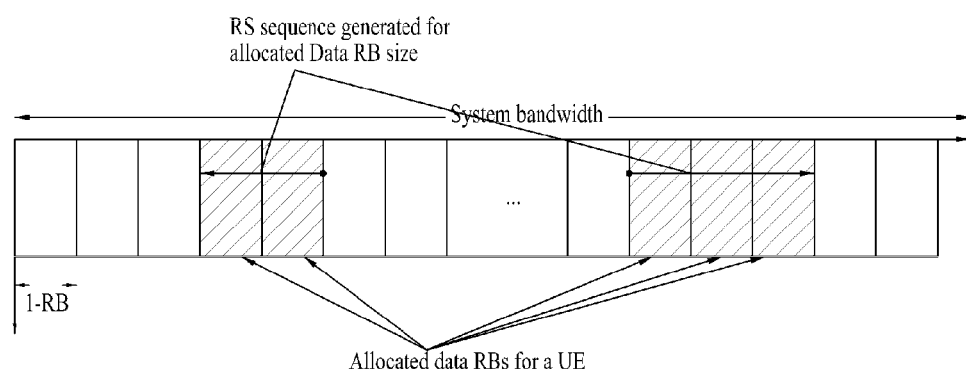 RS sequence generated for
allocated Data RB size
System bandwidth
...
1-RB
Allocated data RBs for a UE